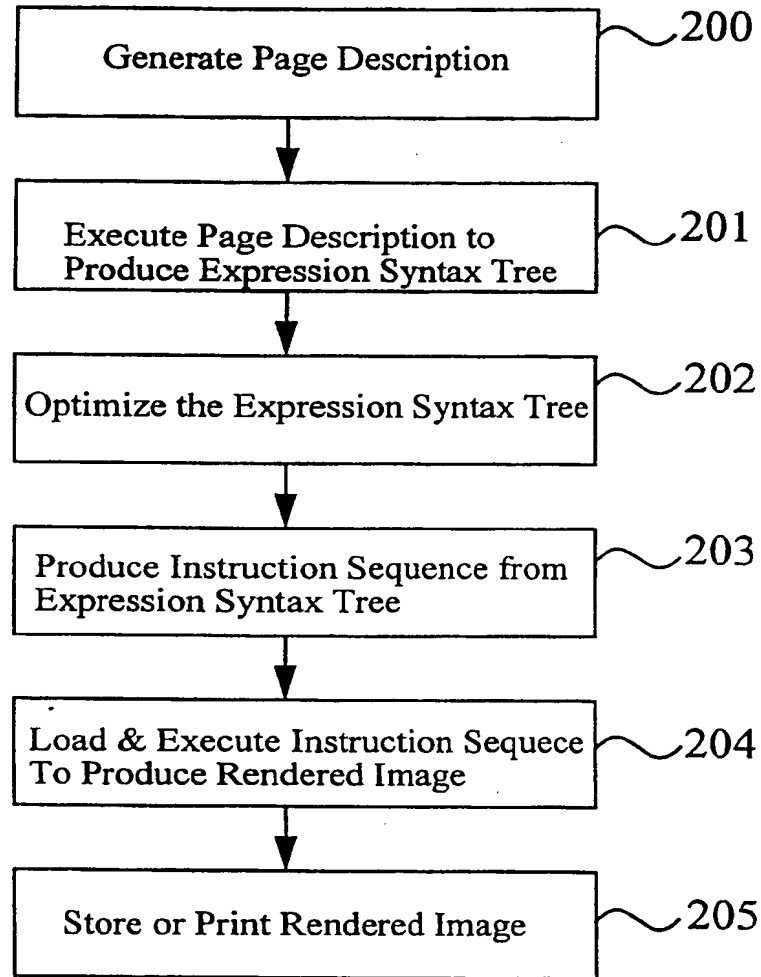 Generate Page Description
200
Execute Page Description to
Produce Expression Syntax Tree
201
Optimize the Expression Syntax Tree
202
Produce Instruction Sequence from
Expression Syntax Tree
203
Load & Execute Instruction Sequece
To Produce Rendered Image
204
Store or Print Rendered Image
205